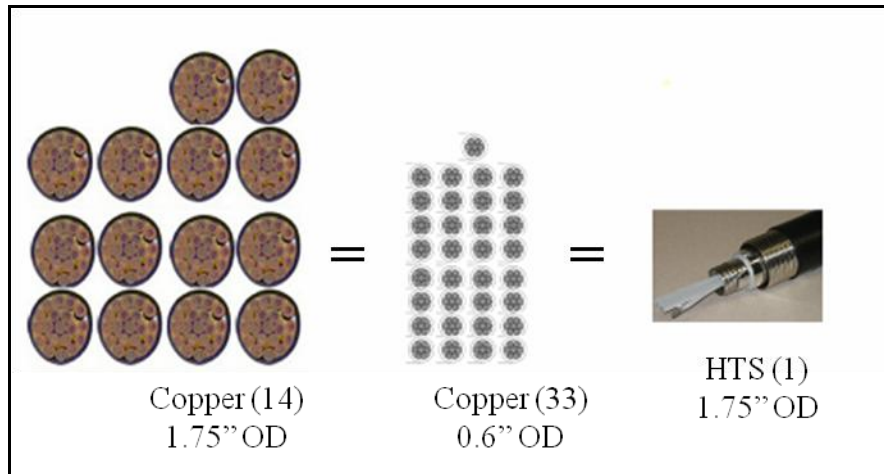 =
=
Copper (14)
1.75” OD
Copper (33)
0.6” OD
HTS (1)
1.75” OD